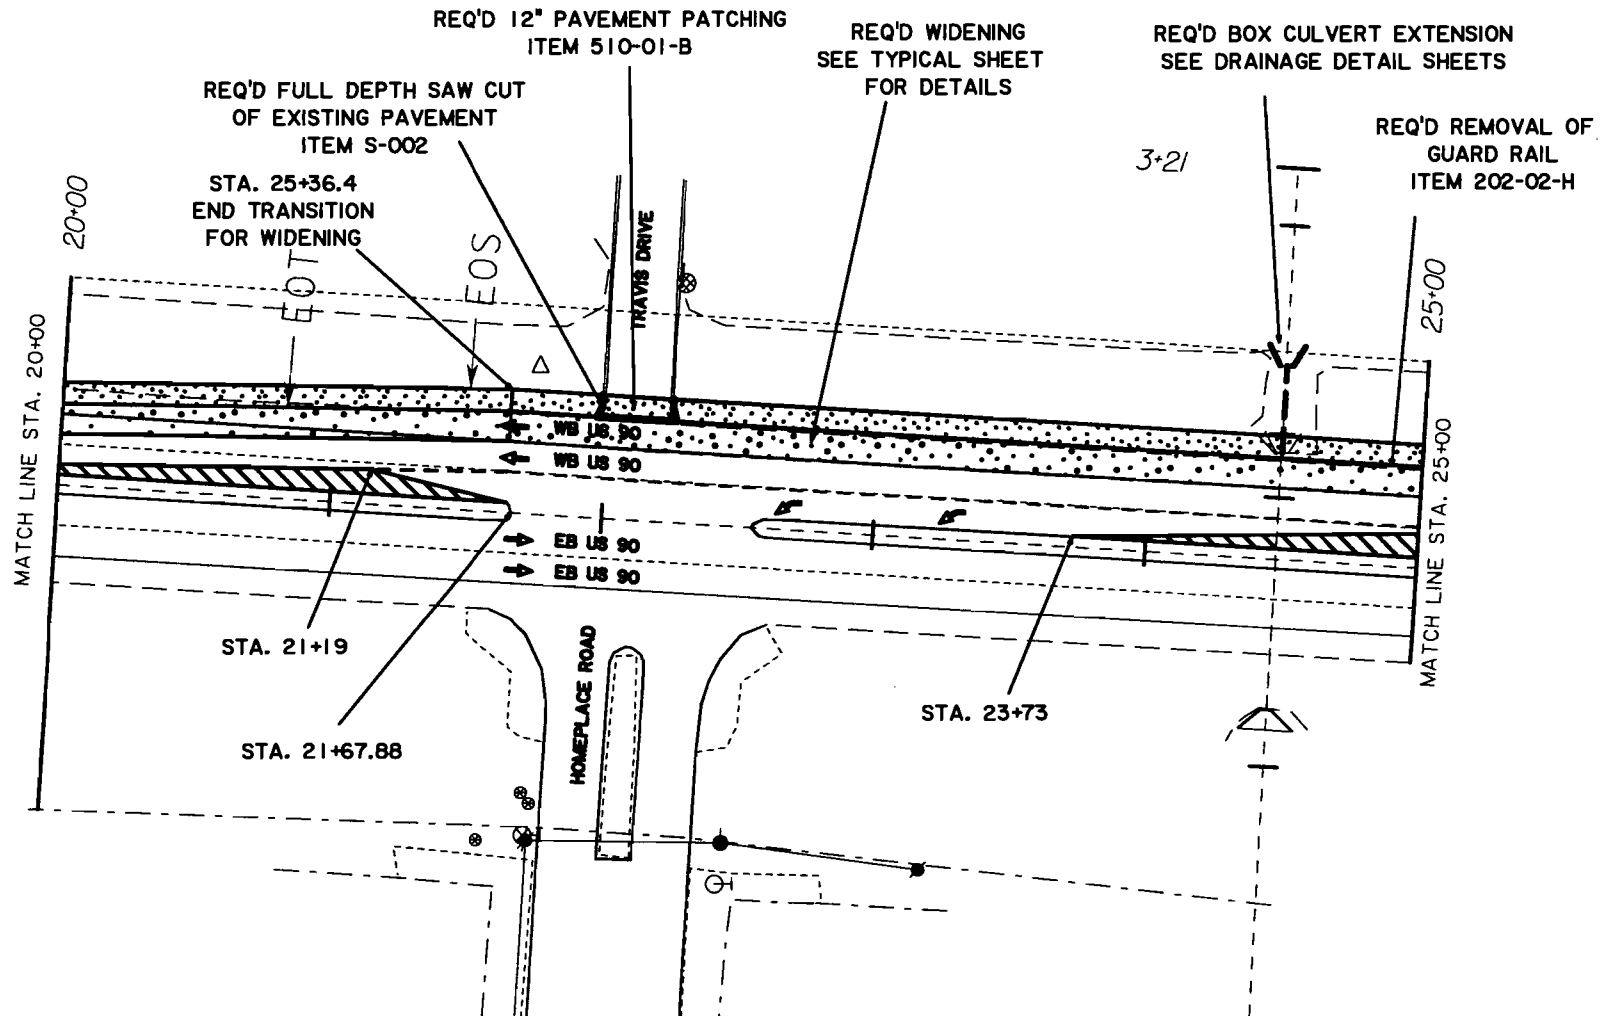 REQ'D 12" PAVEMENT PATCHING
ITEM 510-01-B
REQ'D WIDENING
SEE TYPICAL SHEET
FOR DETAILS
REQ'D BOX CULVERT EXTENSION
SEE DRAINAGE DETAIL SHEETS
REQ'D FULL DEPTH SAW CUT
OF EXISTING PAVEMENT
ITEM S-002
REQ'D REMOVAL OF
GUARD RAIL
ITEM 202-02-H
3+21
STA. 25+36.4
END TRANSITION
FOR WIDENING
20+00
EOT
EOS
TRAVIS DRIVE
25+00
MATCH LINE STA. 20+00
WB US 90
WB US 90
EB US 90
EB US 90
MATCH LINE STA. 25+00
STA. 21+19
STA. 21+67.88
HOMEPLACE ROAD
STA. 23+73